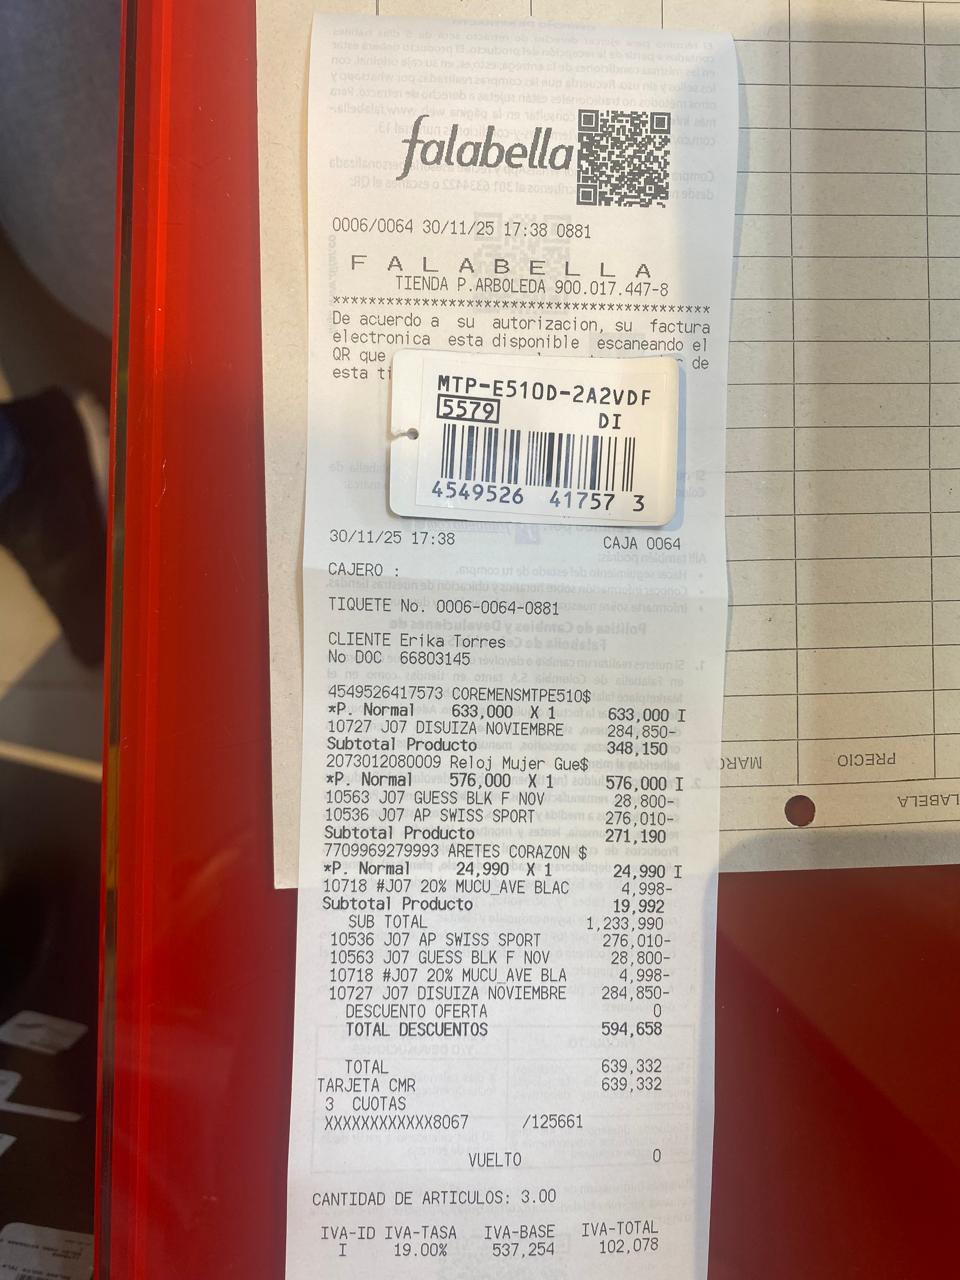 falabella
0006/0064 30/11/25 17:38 0881
F A L A B E L L A
TIENDA P.ARBOLEDA 900.017.447-8
******************************************
De acuerdo a su autorizacion, su factura
electronica esta disponible escaneando el
QR que de
esta ti
MTP-E510D-2A2VDF
5579 DI
4549526 41757 3
30/11/25 17:38 CAJA 0064
CAJERO :
TIQUETE No. 0006-0064-0881
CLIENTE Erika Torres
No DOC 66803145
4549526417573 COREMENSMTPE510$
*P. Normal 633,000 X 1 633,000 I
10727 J07 DISUIZA NOVIEMBRE 284,850-
Subtotal Producto 348,150
2073012080009 Reloj Mujer Gue$
*P. Normal 576,000 X 1 576,000 I
10563 J07 GUESS BLK F NOV 28,800-
10536 J07 AP SWISS SPORT 276,010-
Subtotal Producto 271,190
7709969279993 ARETES CORAZON $
*P. Normal 24,990 X 1 24,990 I
10718 #J07 20% MUCU_AVE BLAC 4,998-
Subtotal Producto 19,992
SUB TOTAL 1,233,990
10536 J07 AP SWISS SPORT 276,010-
10563 J07 GUESS BLK F NOV 28,800-
10718 #J07 20% MUCU_AVE BLA 4,998-
10727 J07 DISUIZA NOVIEMBRE 284,850-
DESCUENTO OFERTA 0
TOTAL DESCUENTOS 594,658
TOTAL 639,332
TARJETA CMR 639,332
3 CUOTAS
XXXXXXXXXXXX8067 /125661
VUELTO 0
CANTIDAD DE ARTICULOS: 3.00
IVA-ID IVA-TASA IVA-BASE IVA-TOTAL
I 19.00% 537,254 102,078
MARCA
PRECIO
ALABELA